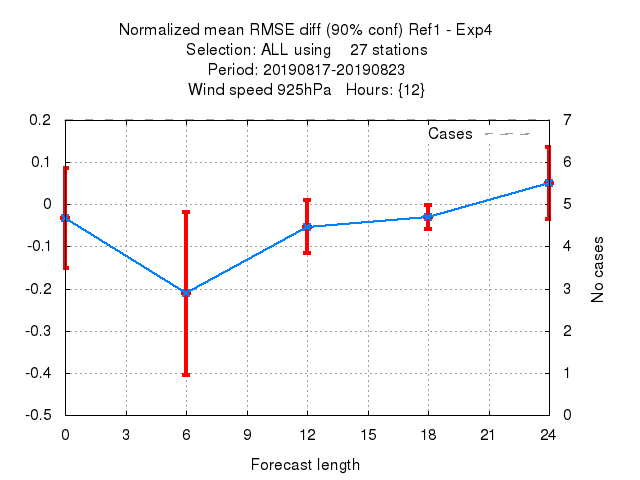 Normalized mean RMSE diff (90% conf) Ref1 - Exp4
Selection: ALL using    27 stations
Period: 20190817-20190823
Wind speed 925hPa   Hours: {12}
Cases
0.2
0.1
0
-0.1
-0.2
-0.3
-0.4
-0.5
7
6
5
4
3
2
1
0
No cases
0 3 6 9 12 15 18 21 24
Forecast length